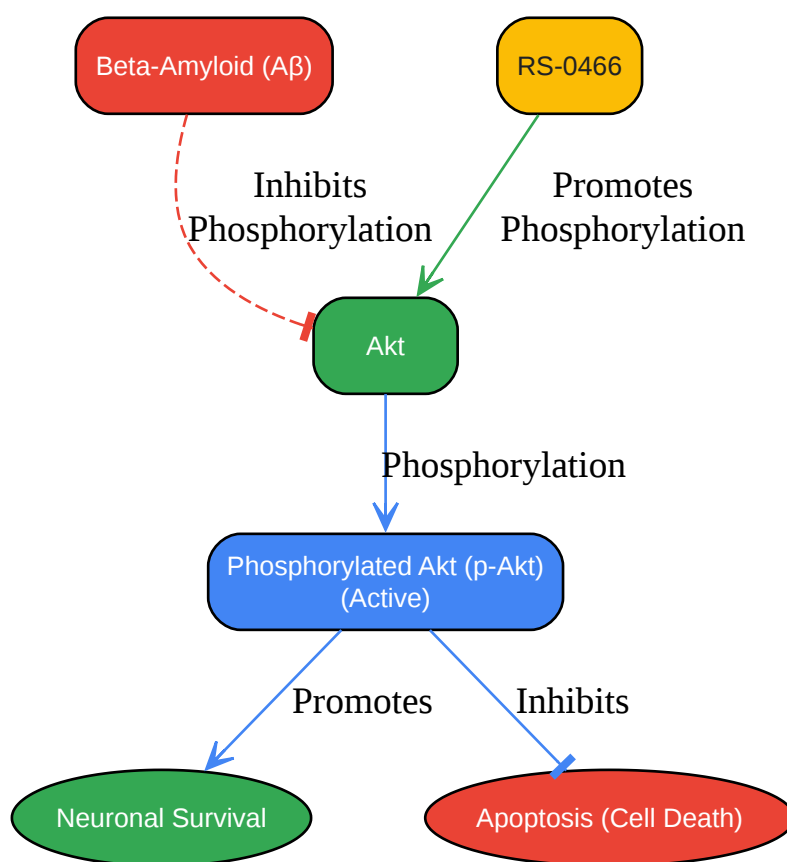 Beta-Amyloid (Aβ)
RS-0466
Inhibits
Phosphorylation
Promotes
Phosphorylation
Akt
Phosphorylation
Phosphorylated Akt (p-Akt)
(Active)
Promotes
Inhibits
Neuronal Survival
Apoptosis (Cell Death)